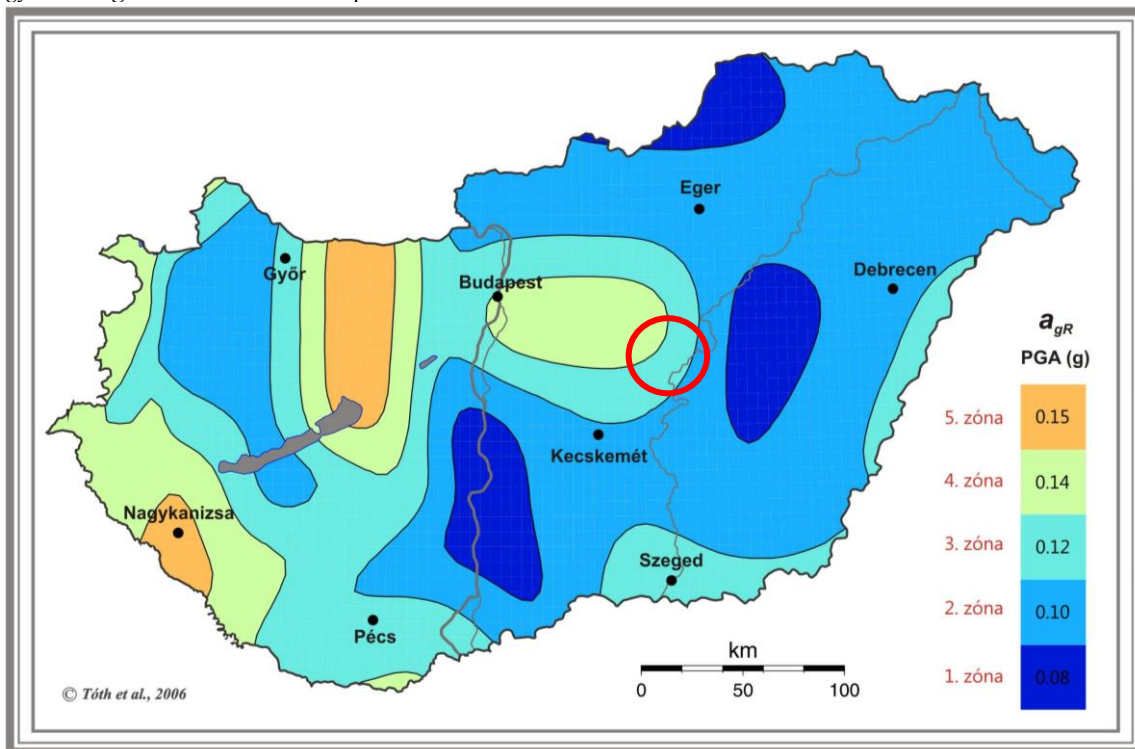 Eger
Győr
Budapest
Debrecen
Kecskemét
Nagykanizsa
Szeged
Pécs
a_gR
PGA (g)
5. zóna 0.15
4. zóna 0.14
3. zóna 0.12
2. zóna 0.10
1. zóna 0.08
km
0 50 100
© Tóth et al., 2006